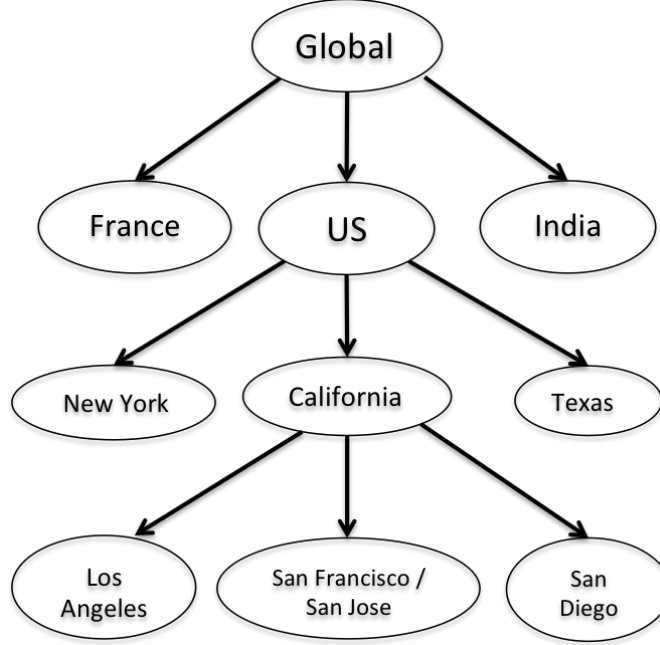 Global
France
US
India
New York
California
Texas
Los
Angeles
San Francisco /
San Jose
San
Diego